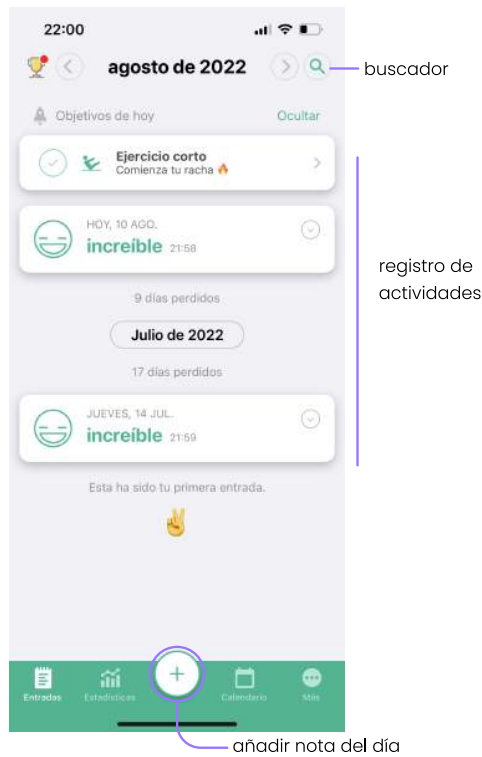 22:00
agosto de 2022
buscador
Objetivos de hoy
Ocultar
Ejercicio corto
Comienza tu racha 🔥
HOY, 10 AGO.
increíble 21:58
registro de
actividades
9 días perdidos
Julio de 2022
17 días perdidos
JUEVES, 14 JUL.
increíble 21:59
Esta ha sido tu primera entrada.
✌️
Entradas
Estadísticas
+
Calendario
Más
añadir nota del día